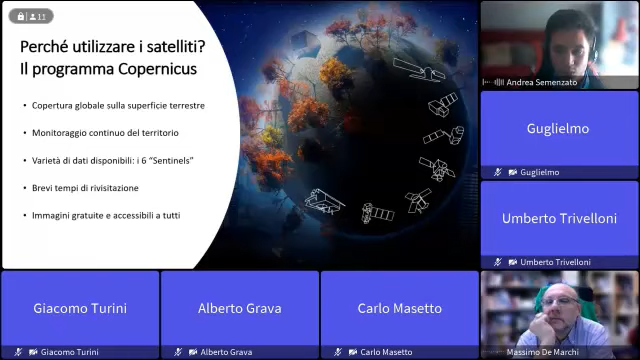 11
Perché utilizzare i satelliti?
Il programma Copernicus
• Copertura globale sulla superficie terrestre
• Monitoraggio continuo del territorio
• Varietà di dati disponibili: i 6 “Sentinels”
• Brevi tempi di rivisitazione
• Immagini gratuite e accessibili a tutti
Andrea Semenzato
Guglielmo
Guglielmo
Umberto Trivelloni
Umberto Trivelloni
Giacomo Turini
Giacomo Turini
Alberto Grava
Alberto Grava
Carlo Masetto
Carlo Masetto
Massimo De Marchi